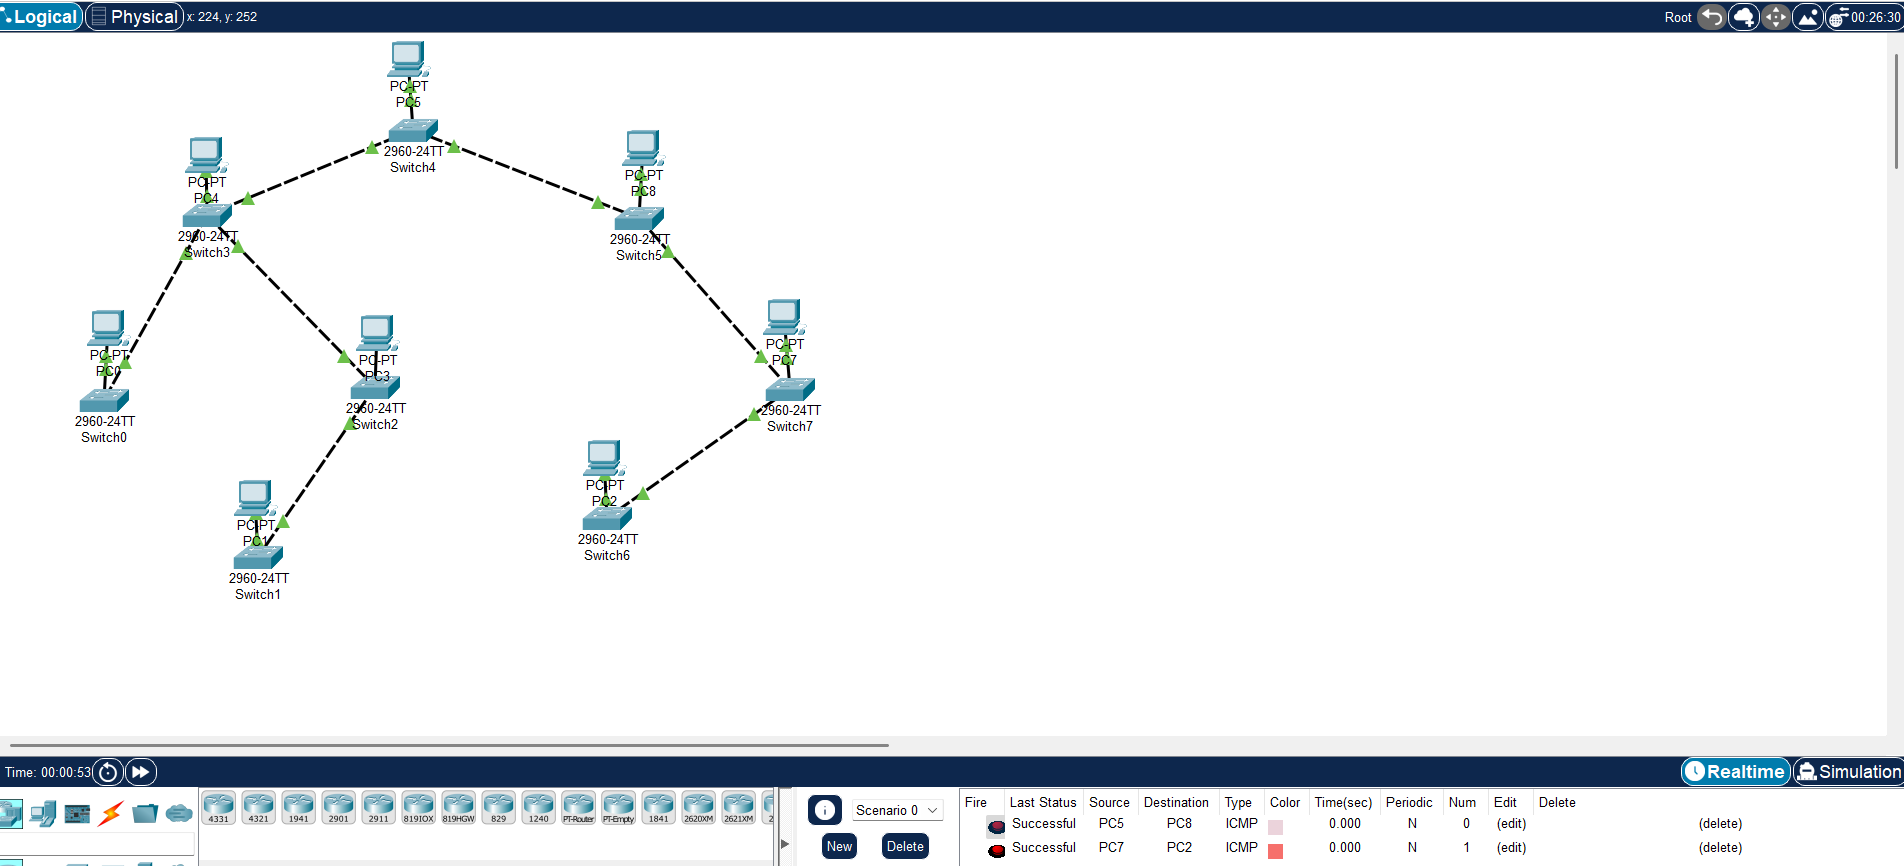 Logical Physical x: 224, y: 252 Root 00:26:30
PC-PT
PC5
2960-24TT
Switch4
PC-PT
PC4
2960-24TT
Switch3
PC-PT
PC8
2960-24TT
Switch5
PC-PT
PC0
2960-24TT
Switch0
PC-PT
PC3
2960-24TT
Switch2
PC-PT
PC7
2960-24TT
Switch7
PC-PT
PC1
2960-24TT
Switch1
PC-PT
PC2
2960-24TT
Switch6
Time: 00:00:53 Realtime Simulation
4331 4321 1941 2901 2911 819IOX 819HGW 829 1240 PT-Router PT-Empty 1841 2620XM 2621XM 2
Scenario 0
New Delete
Fire Last Status Source Destination Type Color Time(sec) Periodic Num Edit Delete
Successful PC5 PC8 ICMP 0.000 N 0 (edit) (delete)
Successful PC7 PC2 ICMP 0.000 N 1 (edit) (delete)